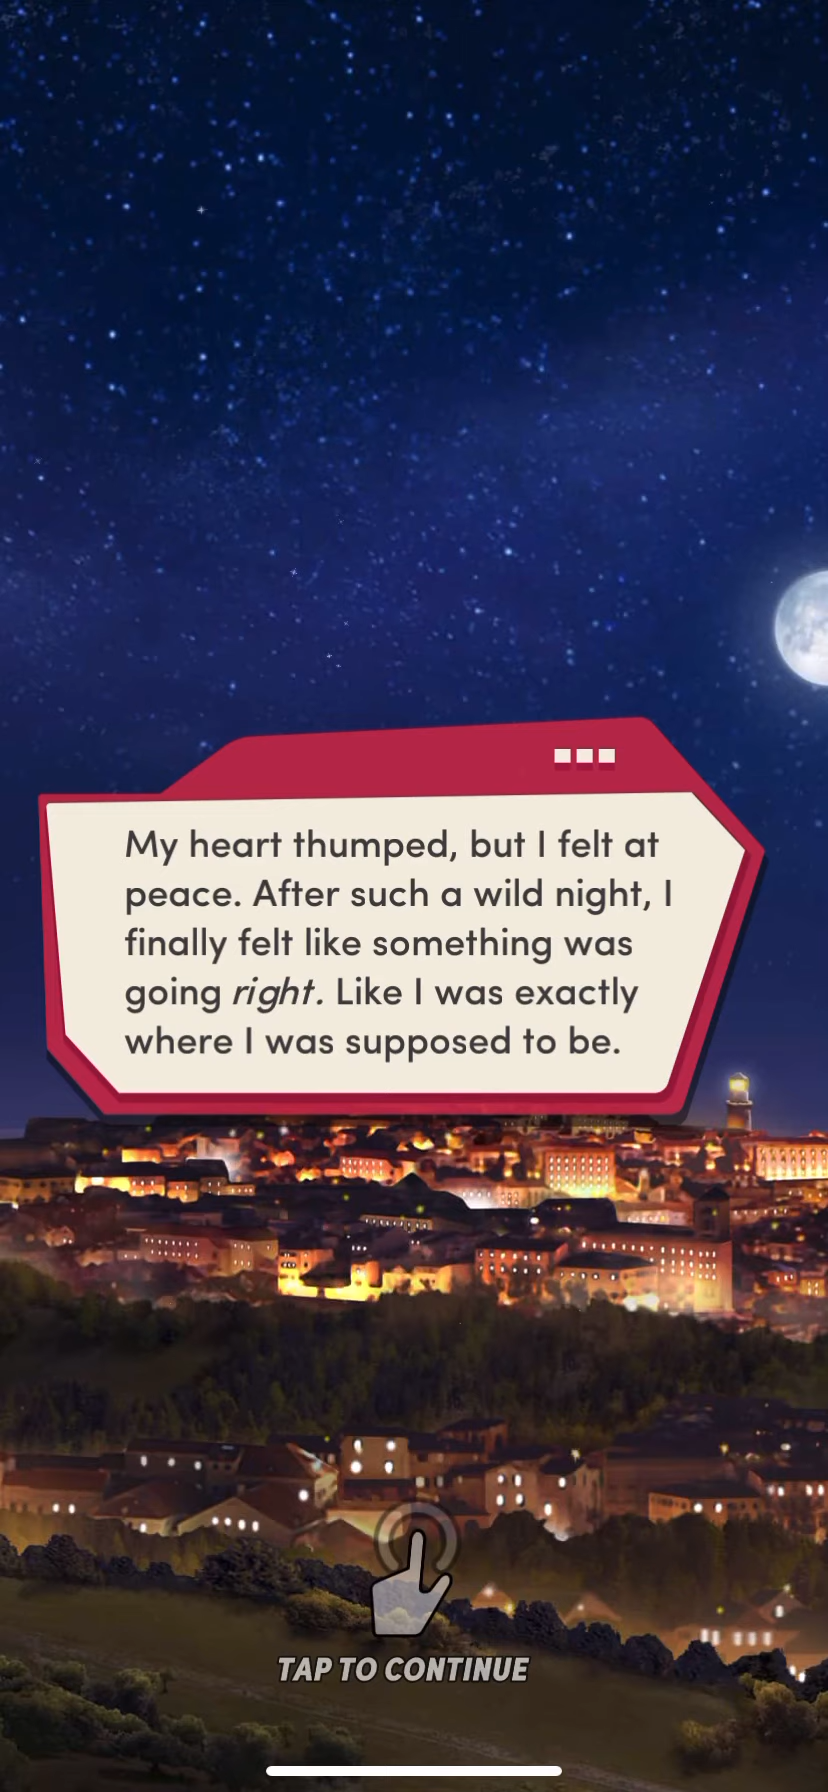 My heart thumped, but I felt at
peace. After such a wild night, I
finally felt like something was
going right. Like I was exactly
where I was supposed to be.
TAP TO CONTINUE